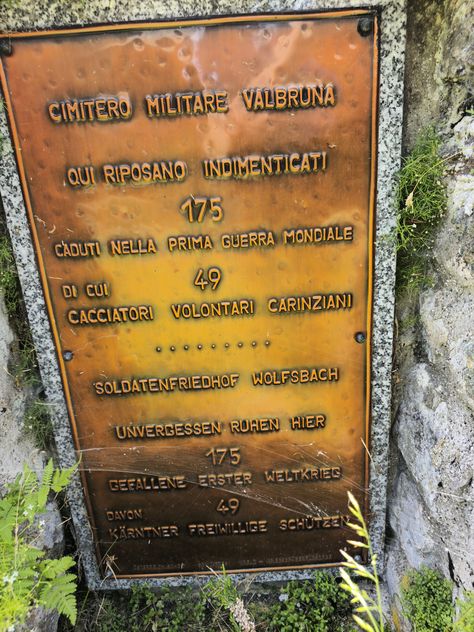 CIMITERO MILITARE VALBRUNA
QUI RIPOSANO INDIMENTICATI
175
CADUTI NELLA PRIMA GUERRA MONDIALE
DI CUI 49
CACCIATORI VOLONTARI CARINZIANI
SOLDATENFRIEDHOF WOLFSBACH
UNVERGESSEN RUHEN HIER
175
GEFALLENE ERSTER WELTKRIEG
DAVON 49
KÄRNTNER FREIWILLIGE SCHÜTZEN